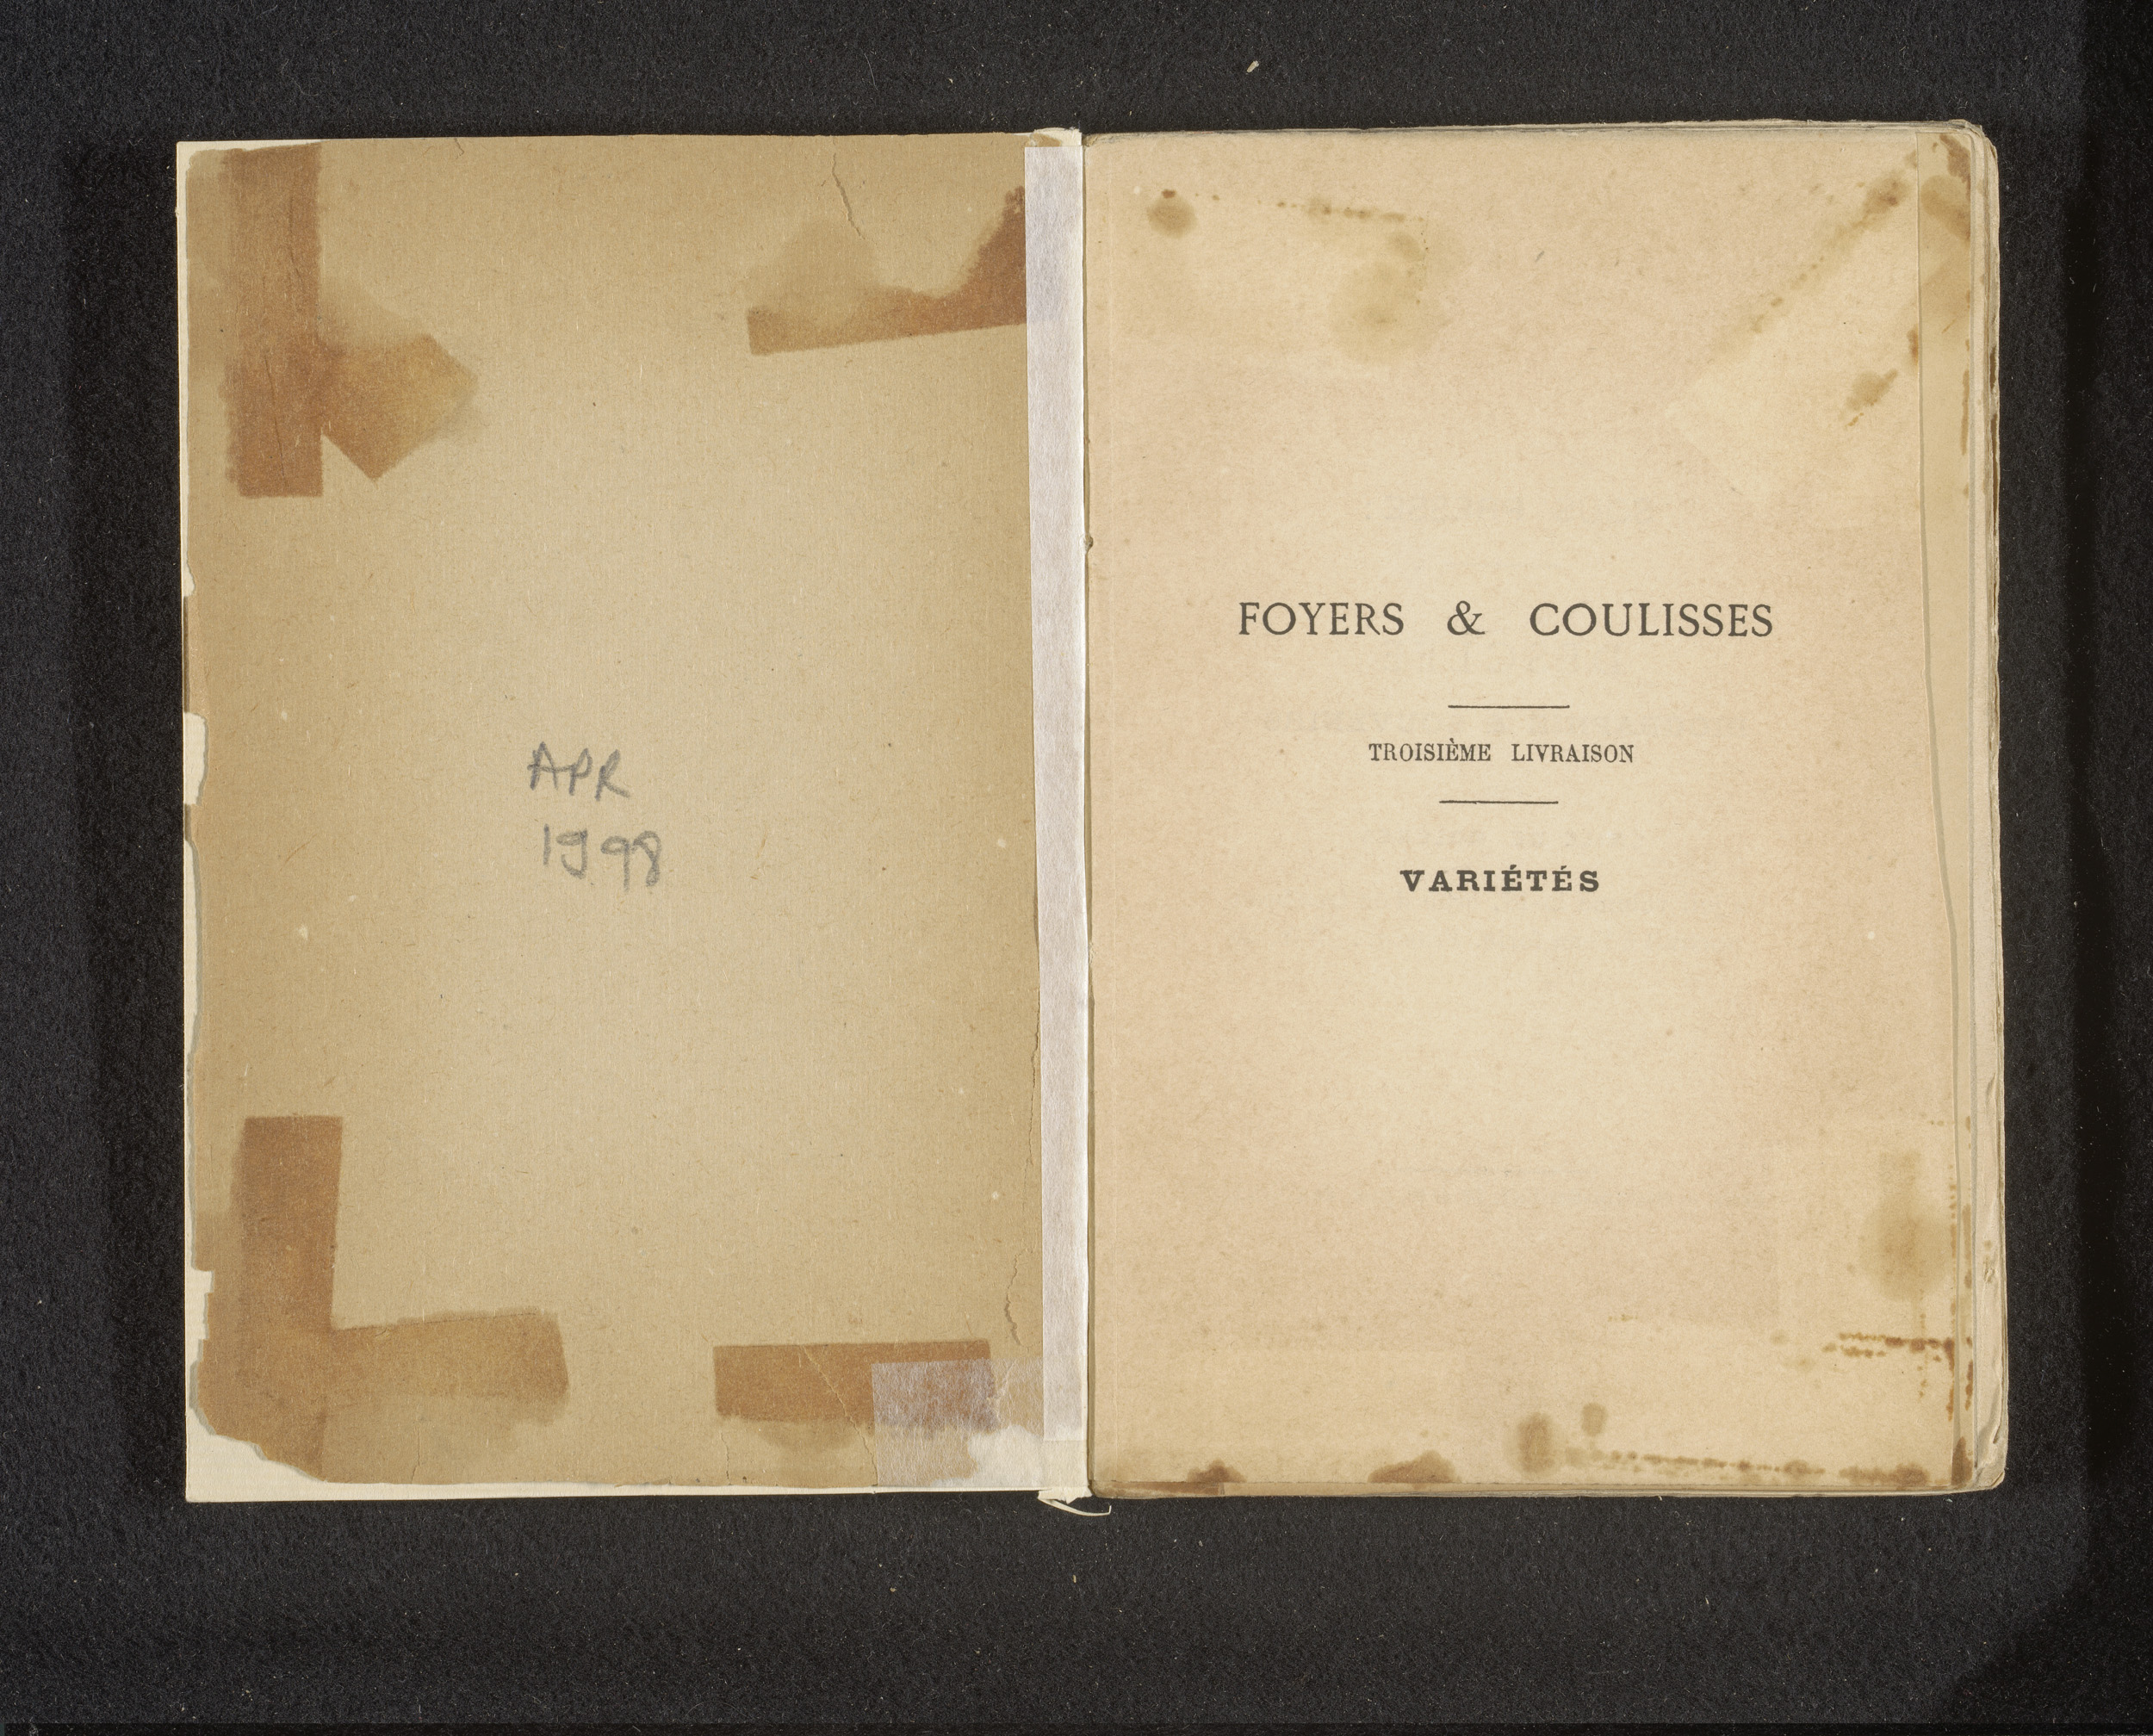 APR
1998
FOYERS & COULISSES
TROISIÈME LIVRAISON
VARIÉTÉS